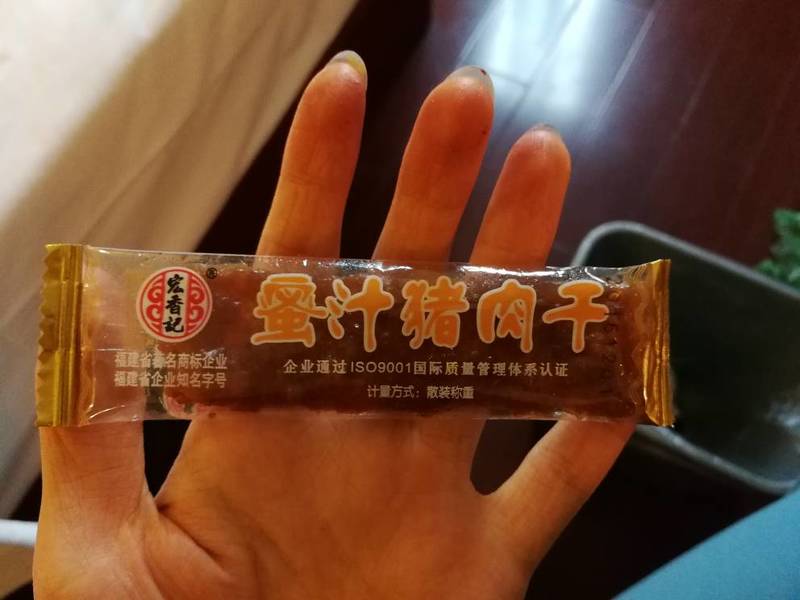 宏香記
®
蜜汁猪肉干
福建省著名商标企业
福建省企业知名字号
企业通过ISO9001国际质量管理体系认证
计量方式：散装称重